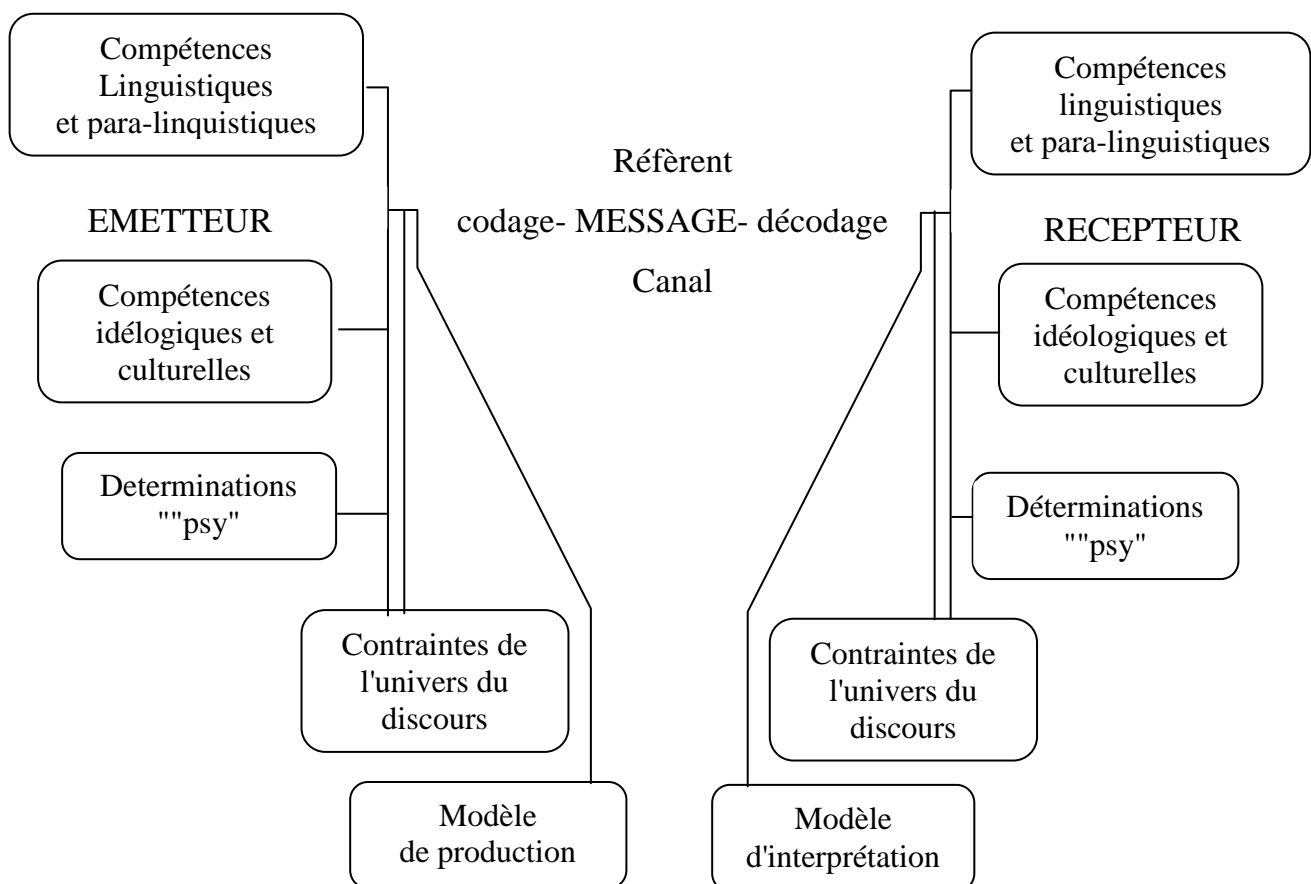 Compétences
Linguistiques
et para-linquistiques
Compétences
linguistiques
et para-linguistiques
Réfèrent
EMETTEUR
codage- MESSAGE- décodage
RECEPTEUR
Canal
Compétences
idélogiques et
culturelles
Compétences
idéologiques et
culturelles
Determinations
""psy"
Déterminations
""psy"
Contraintes de
l'univers du
discours
Contraintes de
l'univers du
discours
Modèle
de production
Modèle
d'interprétation